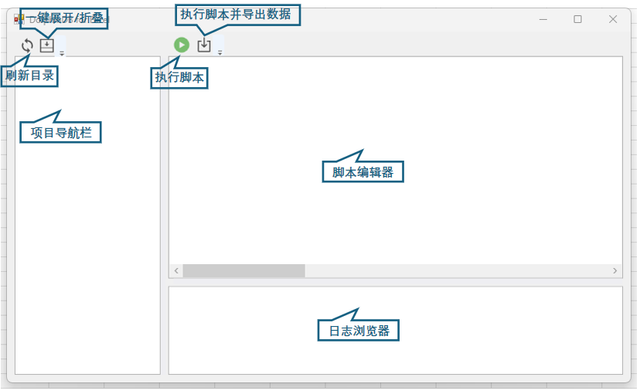 一键展开/折叠
执行脚本并导出数据
刷新目录
执行脚本
项目导航栏
脚本编辑器
日志浏览器